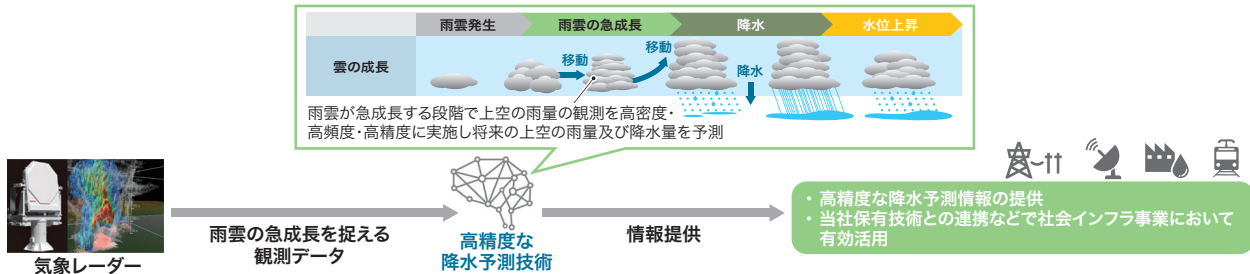 雨雲発生
雨雲の急成長
降水
水位上昇
雲の成長
移動
移動
降水
雨雲が急成長する段階で上空の雨量の観測を高密度・
高頻度・高精度に実施し将来の上空の雨量及び降水量を予測
気象レーダー
雨雲の急成長を捉える
観測データ
高精度な
降水予測技術
情報提供
・高精度な降水予測情報の提供
・当社保有技術との連携などで社会インフラ事業において
有効活用